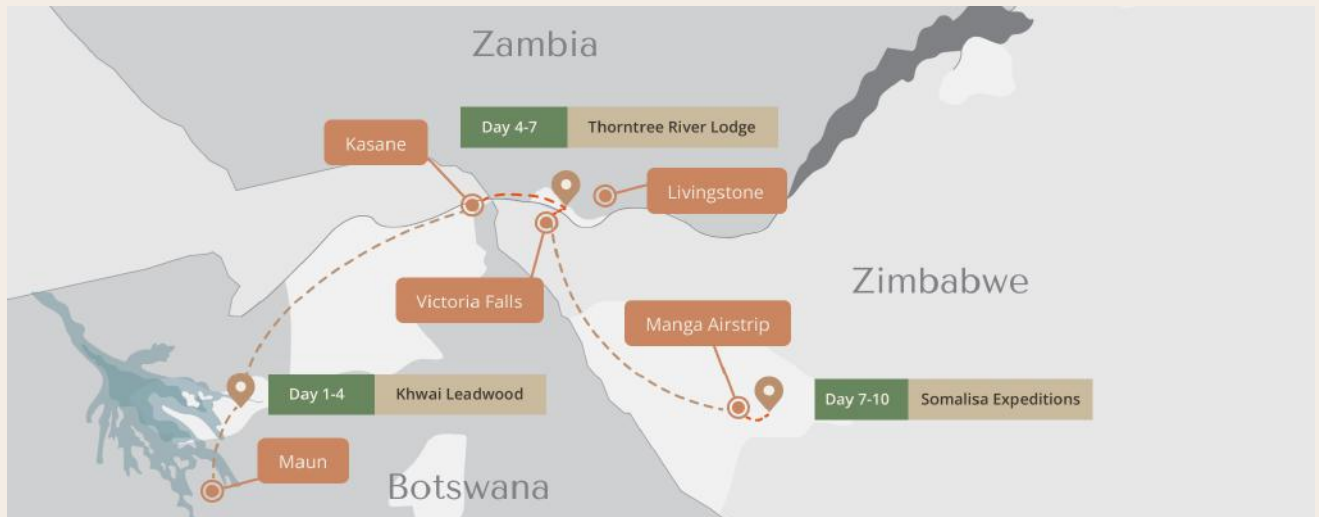 Zambia
Day 4-7
Thorntree River Lodge
Kasane
Livingstone
Victoria Falls
Zimbabwe
Manga Airstrip
Day 1-4
Khwai Leadwood
Day 7-10
Somalisa Expeditions
Maun
Botswana